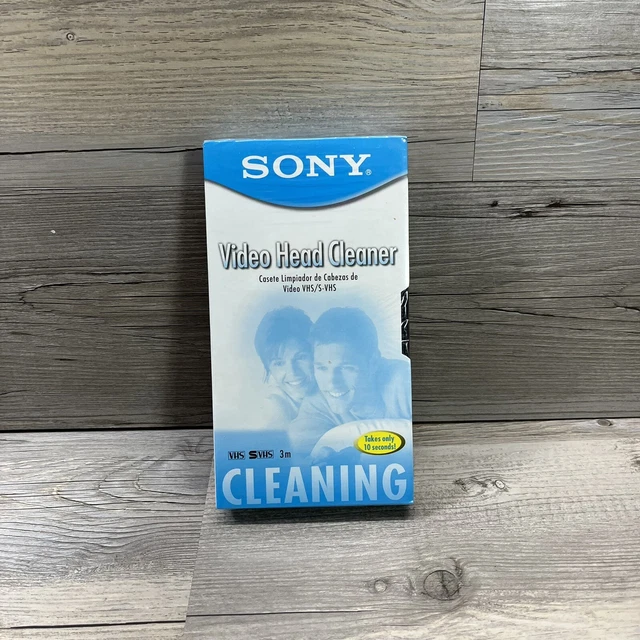 SONY®
Video Head Cleaner
Casete Limpiador de Cabezas de
Video VHS/S-VHS
Takes only
10 seconds!
VHS SVHS 3m
CLEANING